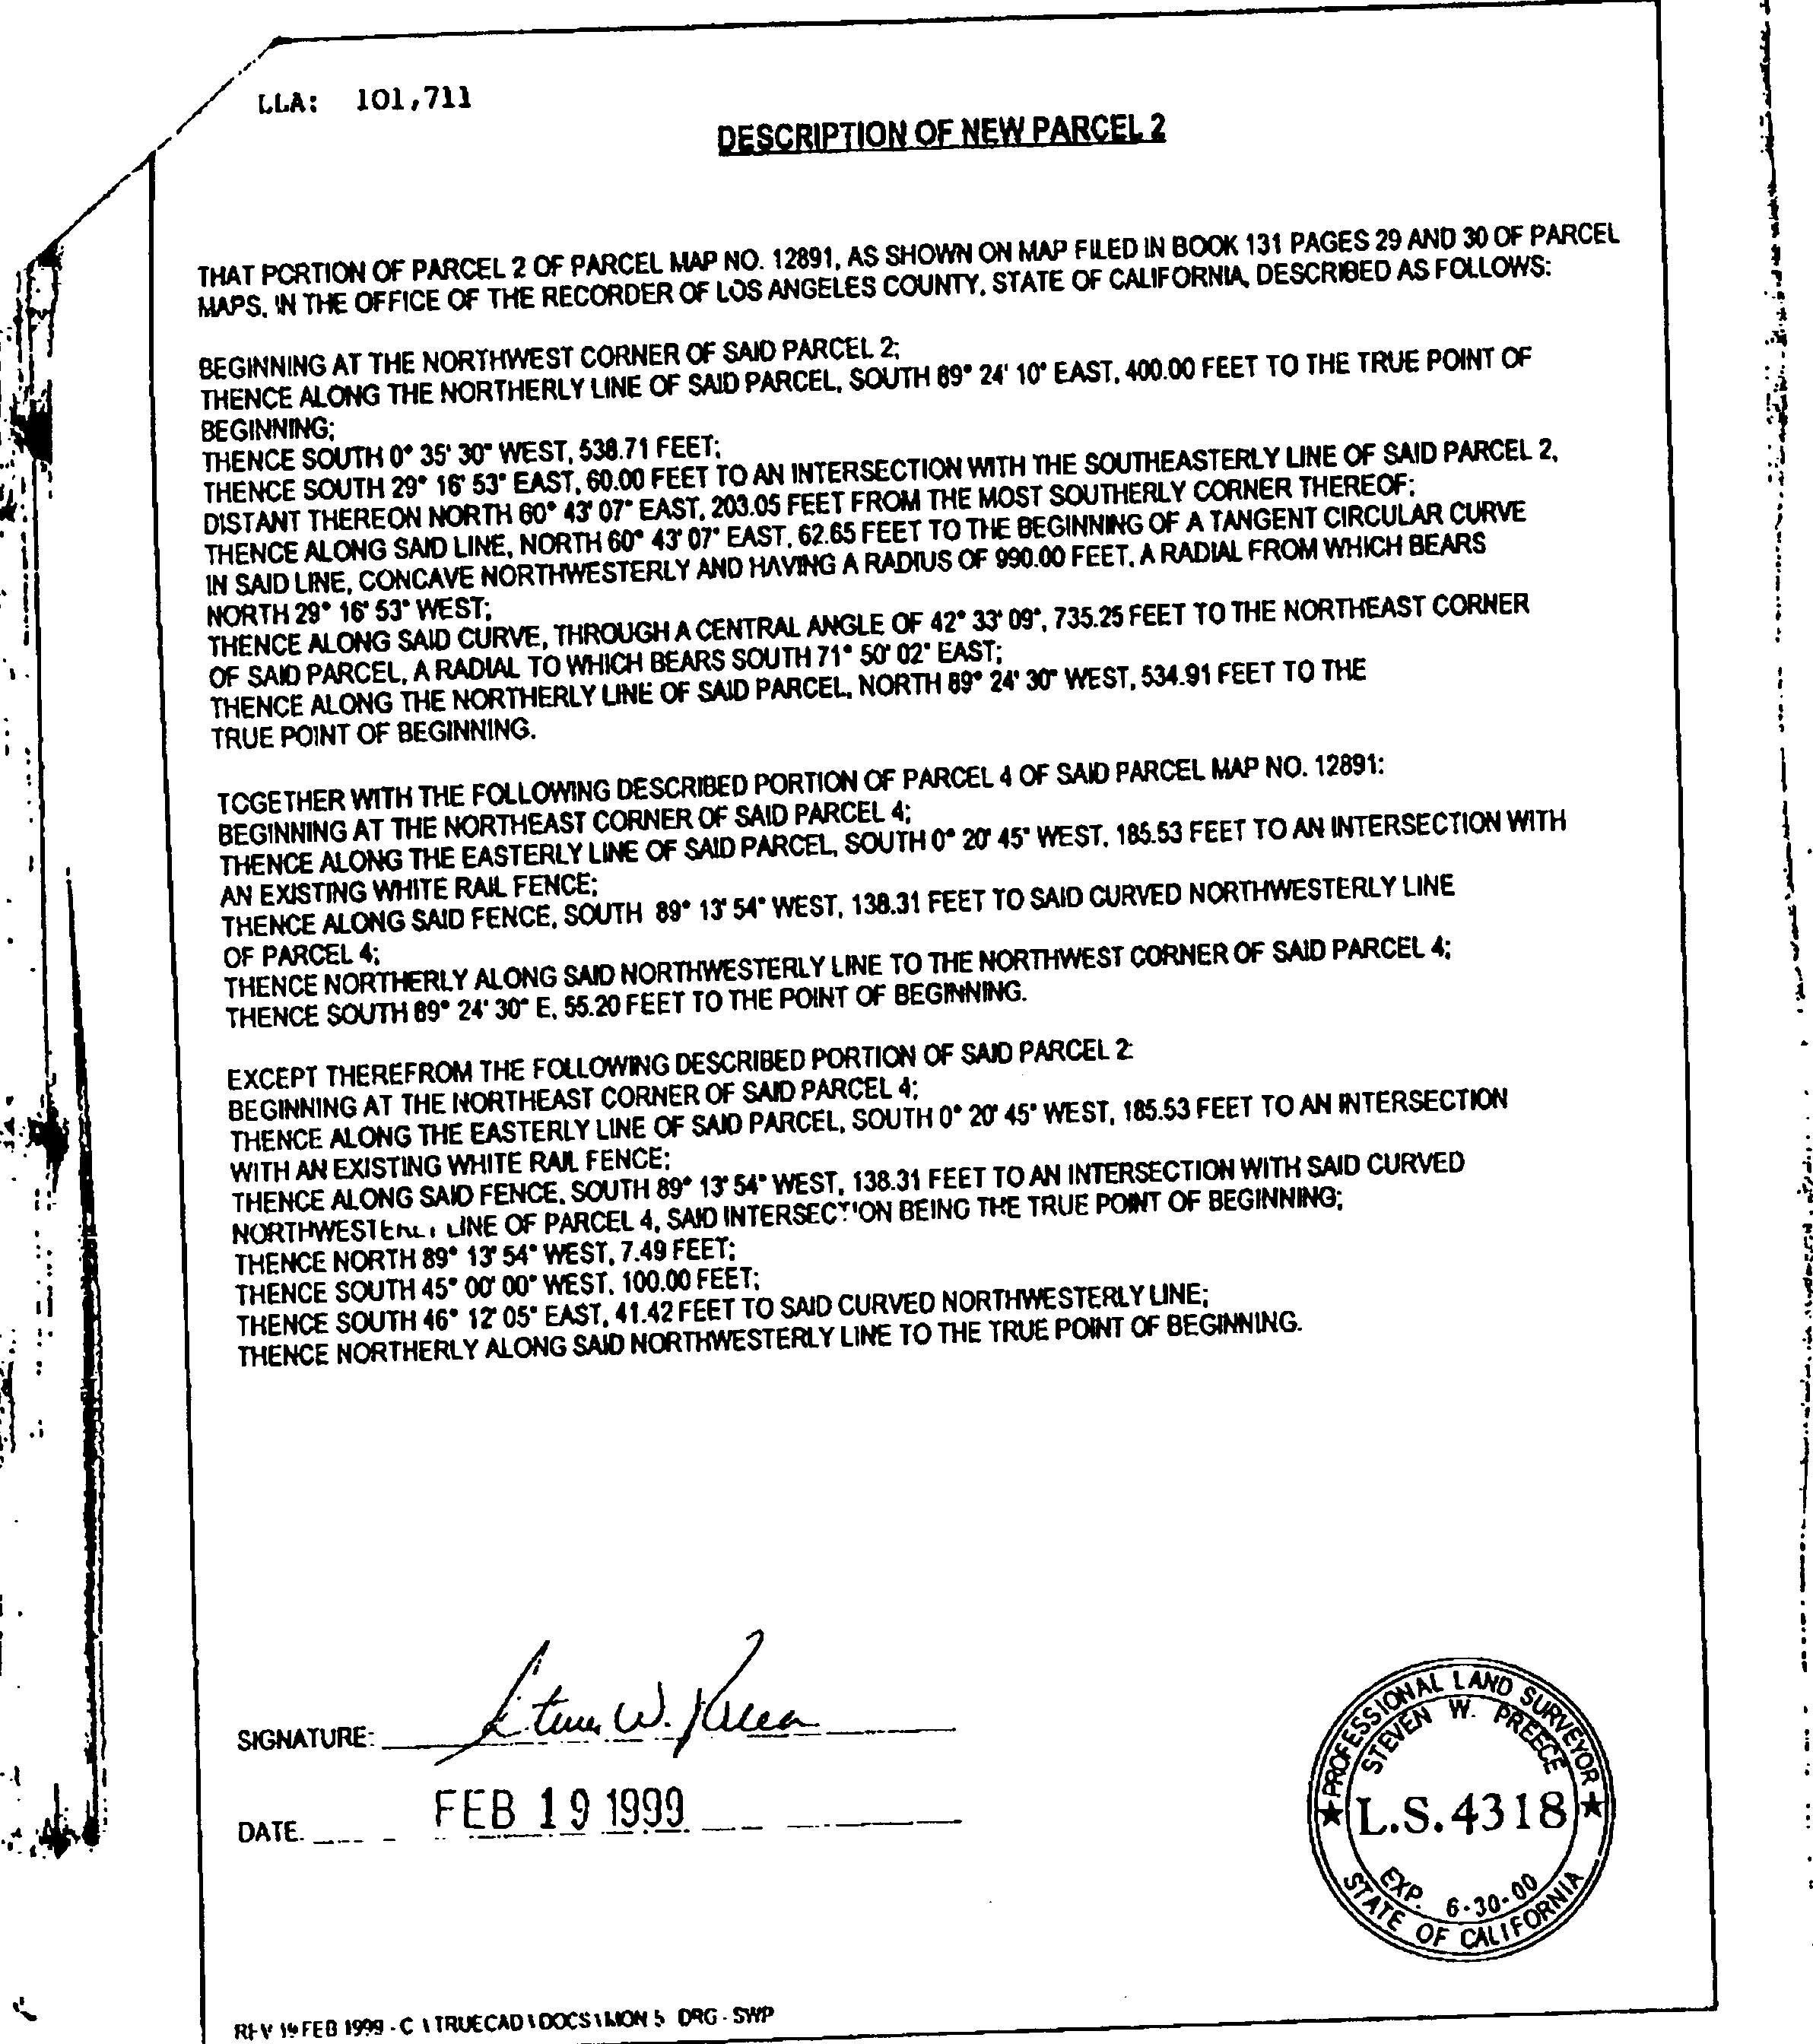 LLA: 101,711
DESCRIPTION OF NEW PARCEL 2
THAT PORTION OF PARCEL 2 OF PARCEL MAP NO. 12891, AS SHOWN ON MAP FILED IN BOOK 131 PAGES 29 AND 30 OF PARCEL
MAPS, IN THE OFFICE OF THE RECORDER OF LOS ANGELES COUNTY, STATE OF CALIFORNIA, DESCRIBED AS FOLLOWS:
BEGINNING AT THE NORTHWEST CORNER OF SAID PARCEL 2;
THENCE ALONG THE NORTHERLY LINE OF SAID PARCEL, SOUTH 89° 24' 10" EAST, 400.00 FEET TO THE TRUE POINT OF
BEGINNING;
THENCE SOUTH 0° 35' 30" WEST, 538.71 FEET;
THENCE SOUTH 29° 16' 53" EAST, 60.00 FEET TO AN INTERSECTION WITH THE SOUTHEASTERLY LINE OF SAID PARCEL 2,
DISTANT THEREON NORTH 60° 43' 07" EAST, 203.05 FEET FROM THE MOST SOUTHERLY CORNER THEREOF;
THENCE ALONG SAID LINE, NORTH 60° 43' 07" EAST, 62.65 FEET TO THE BEGINNING OF A TANGENT CIRCULAR CURVE
IN SAID LINE, CONCAVE NORTHWESTERLY AND HAVING A RADIUS OF 990.00 FEET, A RADIAL FROM WHICH BEARS
NORTH 29° 16' 53" WEST;
THENCE ALONG SAID CURVE, THROUGH A CENTRAL ANGLE OF 42° 33' 09", 735.25 FEET TO THE NORTHEAST CORNER
OF SAID PARCEL, A RADIAL TO WHICH BEARS SOUTH 71° 50' 02" EAST;
THENCE ALONG THE NORTHERLY LINE OF SAID PARCEL, NORTH 89° 24' 30" WEST, 534.91 FEET TO THE
TRUE POINT OF BEGINNING.
TOGETHER WITH THE FOLLOWING DESCRIBED PORTION OF PARCEL 4 OF SAID PARCEL MAP NO. 12891:
BEGINNING AT THE NORTHEAST CORNER OF SAID PARCEL 4;
THENCE ALONG THE EASTERLY LINE OF SAID PARCEL, SOUTH 0° 20' 45" WEST, 185.53 FEET TO AN INTERSECTION WITH
AN EXISTING WHITE RAIL FENCE;
THENCE ALONG SAID FENCE, SOUTH 89° 13' 54" WEST, 138.31 FEET TO SAID CURVED NORTHWESTERLY LINE
OF PARCEL 4;
THENCE NORTHERLY ALONG SAID NORTHWESTERLY LINE TO THE NORTHWEST CORNER OF SAID PARCEL 4;
THENCE SOUTH 89° 24' 30" E, 55.20 FEET TO THE POINT OF BEGINNING.
EXCEPT THEREFROM THE FOLLOWING DESCRIBED PORTION OF SAID PARCEL 2:
BEGINNING AT THE NORTHEAST CORNER OF SAID PARCEL 4;
THENCE ALONG THE EASTERLY LINE OF SAID PARCEL, SOUTH 0° 20' 45" WEST, 185.53 FEET TO AN INTERSECTION
WITH AN EXISTING WHITE RAIL FENCE;
THENCE ALONG SAID FENCE, SOUTH 89° 13' 54" WEST, 138.31 FEET TO AN INTERSECTION WITH SAID CURVED
NORTHWESTERLY LINE OF PARCEL 4, SAID INTERSECTION BEING THE TRUE POINT OF BEGINNING;
THENCE NORTH 89° 13' 54" WEST, 7.49 FEET;
THENCE SOUTH 45° 00' 00" WEST, 100.00 FEET;
THENCE SOUTH 46° 12' 05" EAST, 41.42 FEET TO SAID CURVED NORTHWESTERLY LINE;
THENCE NORTHERLY ALONG SAID NORTHWESTERLY LINE TO THE TRUE POINT OF BEGINNING.
SIGNATURE: Steven W. Preece
DATE. FEB 19 1999
PROFESSIONAL LAND SURVEYOR
STEVEN W. PREECE
L.S. 4318
EXP. 6-30-00
STATE OF CALIFORNIA
REV 19 FEB 1999 - C \ TRUECAD \ DOCS \ MON 5 DRG - SWP